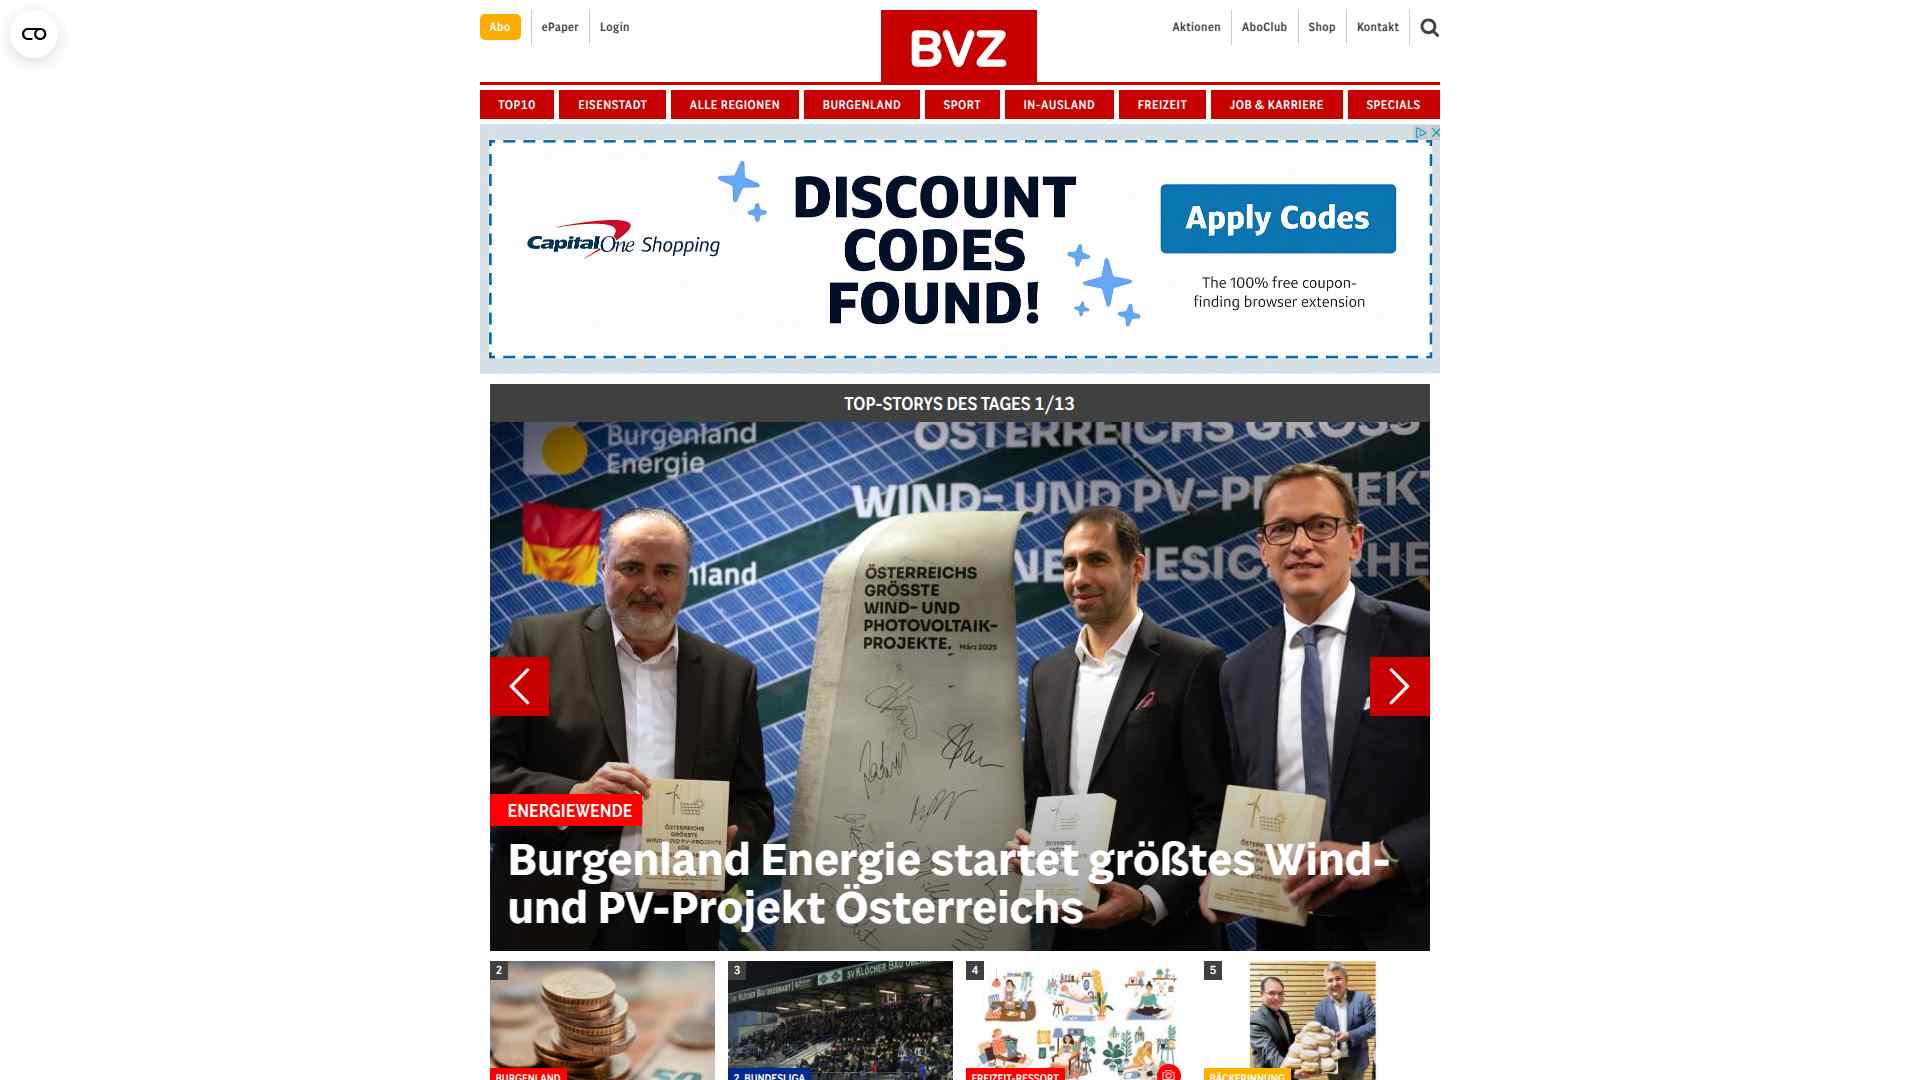 Abo
ePaper
Login
BVZ
Aktionen
AboClub
Shop
Kontakt
TOP10
EISENSTADT
ALLE REGIONEN
BURGENLAND
SPORT
IN-AUSLAND
FREIZEIT
JOB & KARRIERE
SPECIALS
CapitalOne Shopping
DISCOUNT
CODES
FOUND!
Apply Codes
The 100% free coupon-
finding browser extension
TOP-STORYS DES TAGES 1/13
Burgenland
Energie
ÖSTERREICHS GRÖSS
WIND- UND PV-PROJEKT
ÖSTERREICHS
GRÖSSTE
WIND- UND
PHOTOVOLTAIK-
PROJEKTE. März 2025
ENERGIEWENDE
Burgenland Energie startet größtes Wind-
und PV-Projekt Österreichs
2
3
4
5
BURGENLAND
2. BUNDESLIGA
FREIZEIT-RESSORT
BÄCKERINNUNG